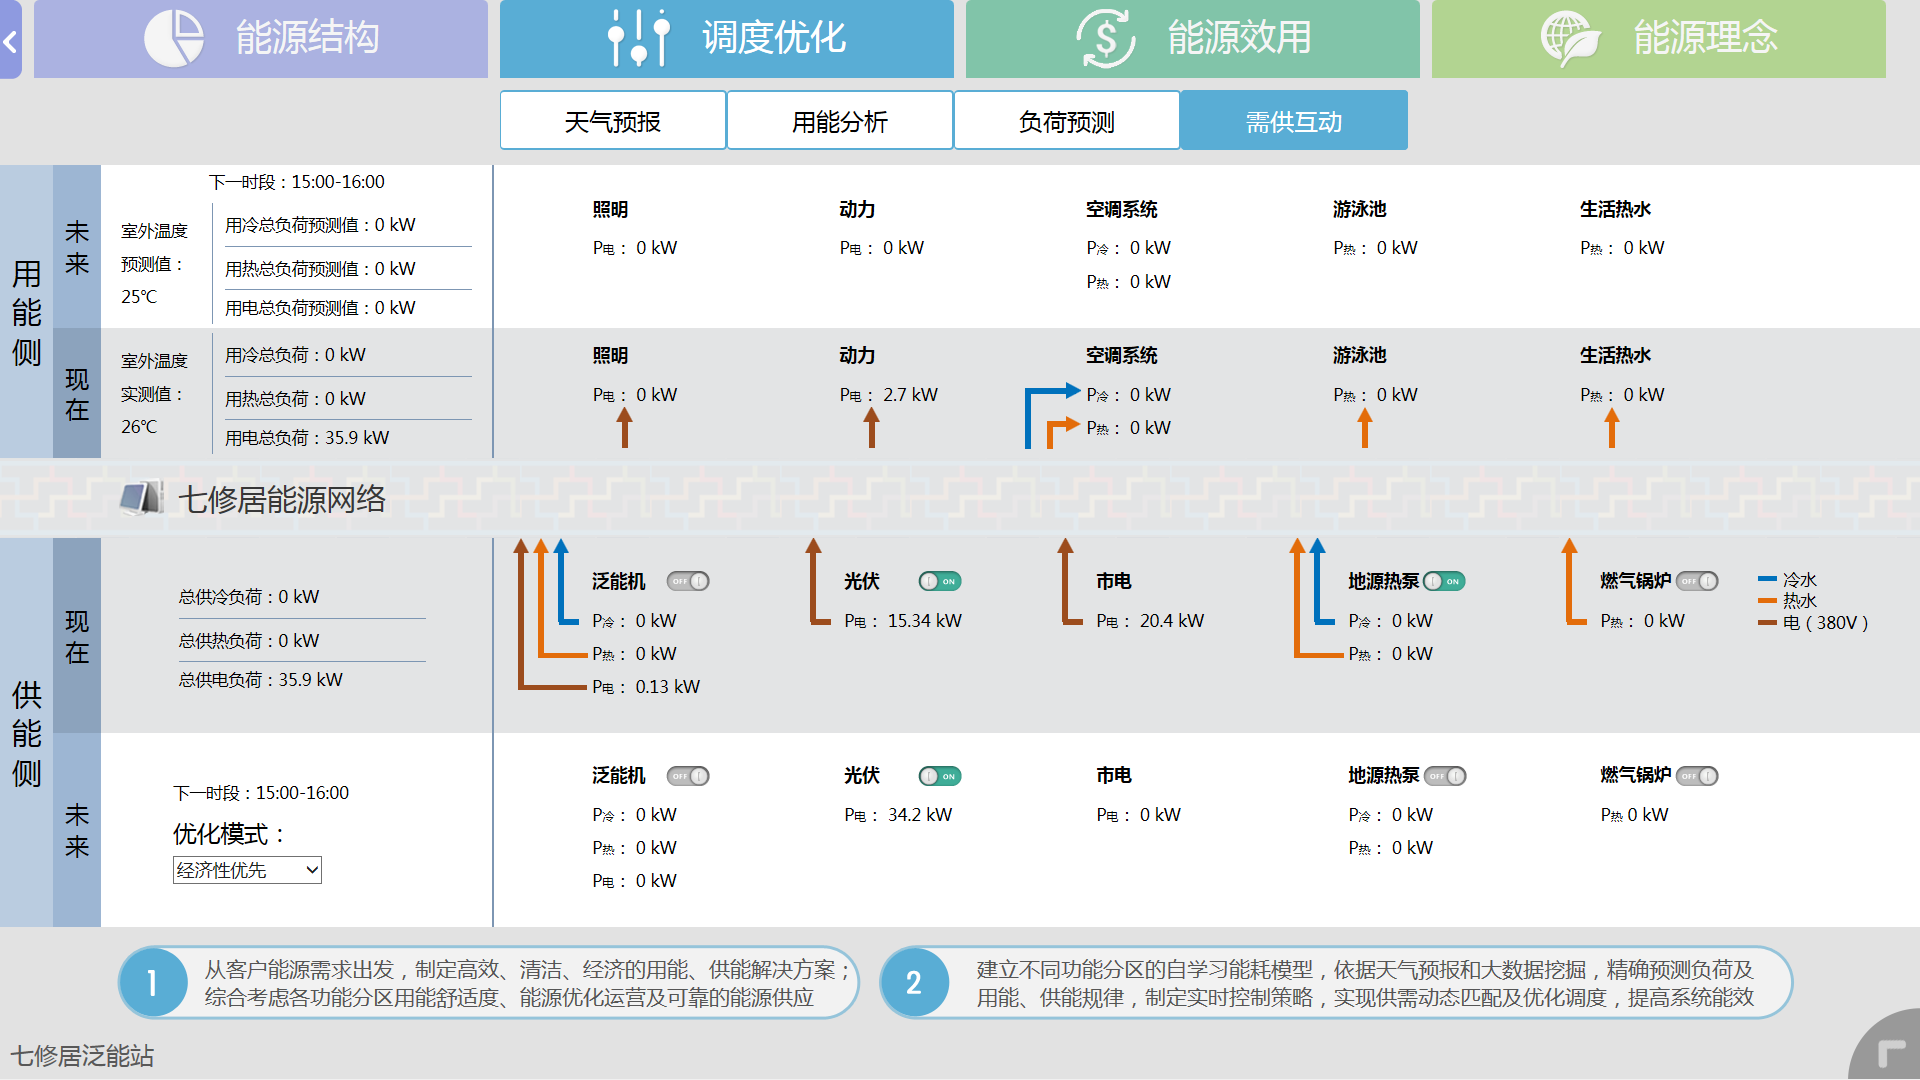 能源结构
调度优化
能源效用
能源理念
天气预报
用能分析
负荷预测
需供互动
用能侧
未来
下一时段：15:00-16:00
室外温度
预测值：
25℃
用冷总负荷预测值：0 kW
用热总负荷预测值：0 kW
用电总负荷预测值：0 kW
照明
P电： 0 kW
动力
P电： 0 kW
空调系统
P冷： 0 kW
P热： 0 kW
游泳池
P热： 0 kW
生活热水
P热： 0 kW
现在
室外温度
实测值：
26℃
用冷总负荷：0 kW
用热总负荷：0 kW
用电总负荷：35.9 kW
照明
P电： 0 kW
动力
P电： 2.7 kW
空调系统
P冷： 0 kW
P热： 0 kW
游泳池
P热： 0 kW
生活热水
P热： 0 kW
七修居能源网络
供能侧
现在
总供冷负荷：0 kW
总供热负荷：0 kW
总供电负荷：35.9 kW
泛能机 OFF
P冷： 0 kW
P热： 0 kW
P电： 0.13 kW
光伏 ON
P电： 15.34 kW
市电
P电： 20.4 kW
地源热泵 ON
P冷： 0 kW
P热： 0 kW
燃气锅炉 OFF
P热： 0 kW
冷水
热水
电（380V）
未来
下一时段：15:00-16:00
优化模式：
经济性优先
泛能机 OFF
P冷： 0 kW
P热： 0 kW
P电： 0 kW
光伏 ON
P电： 34.2 kW
市电
P电： 0 kW
地源热泵 OFF
P冷： 0 kW
P热： 0 kW
燃气锅炉 OFF
P热 0 kW
1
从客户能源需求出发，制定高效、清洁、经济的用能、供能解决方案；
综合考虑各功能分区用能舒适度、能源优化运营及可靠的能源供应
2
建立不同功能分区的自学习能耗模型，依据天气预报和大数据挖掘，精确预测负荷及
用能、供能规律，制定实时控制策略，实现供需动态匹配及优化调度，提高系统能效
七修居泛能站